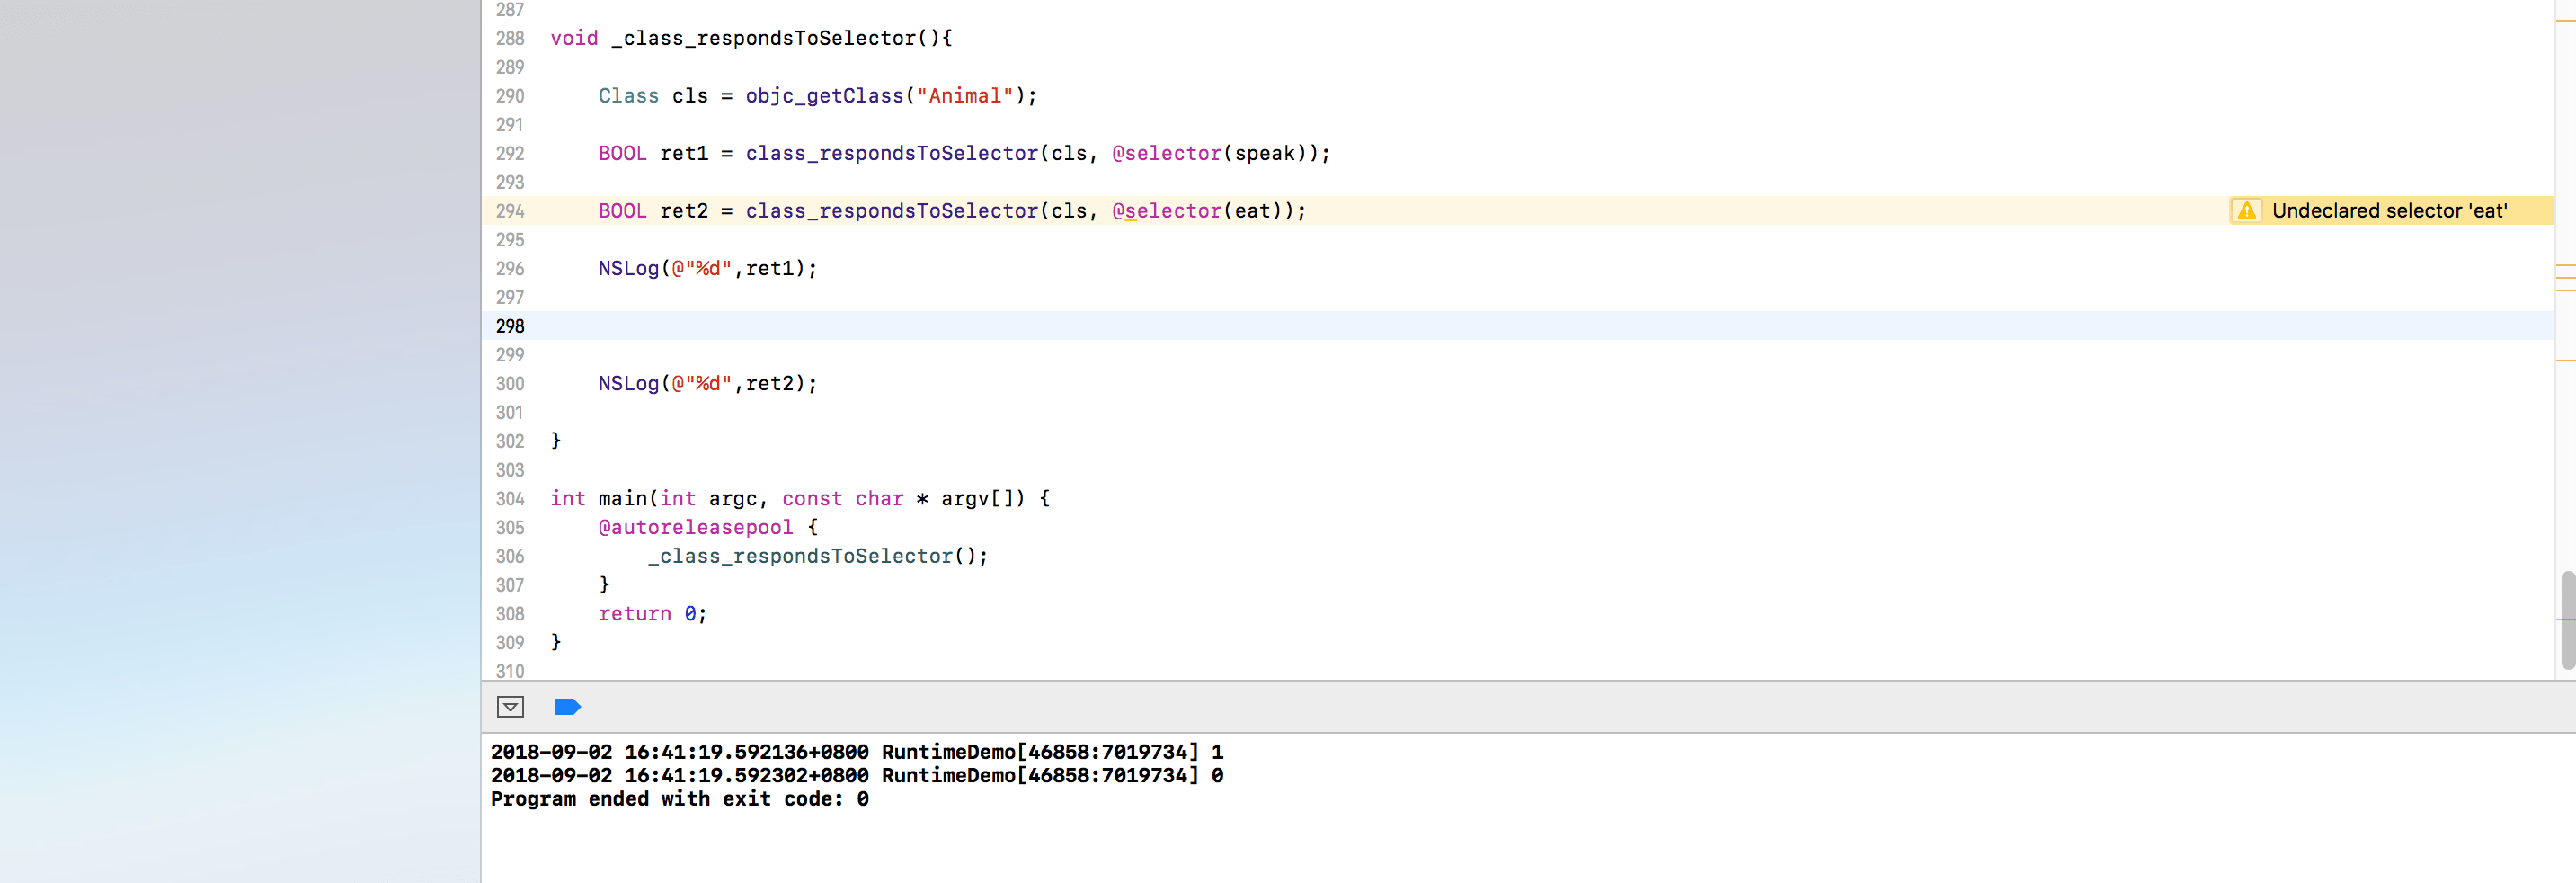 287
288 void _class_respondsToSelector(){
289
290 Class cls = objc_getClass("Animal");
291
292 BOOL ret1 = class_respondsToSelector(cls, @selector(speak));
293
294 BOOL ret2 = class_respondsToSelector(cls, @selector(eat)); Undeclared selector 'eat'
295
296 NSLog(@"%d",ret1);
297
298
299
300 NSLog(@"%d",ret2);
301
302 }
303
304 int main(int argc, const char * argv[]) {
305 @autoreleasepool {
306 _class_respondsToSelector();
307 }
308 return 0;
309 }
310
2018-09-02 16:41:19.592136+0800 RuntimeDemo[46858:7019734] 1
2018-09-02 16:41:19.592302+0800 RuntimeDemo[46858:7019734] 0
Program ended with exit code: 0